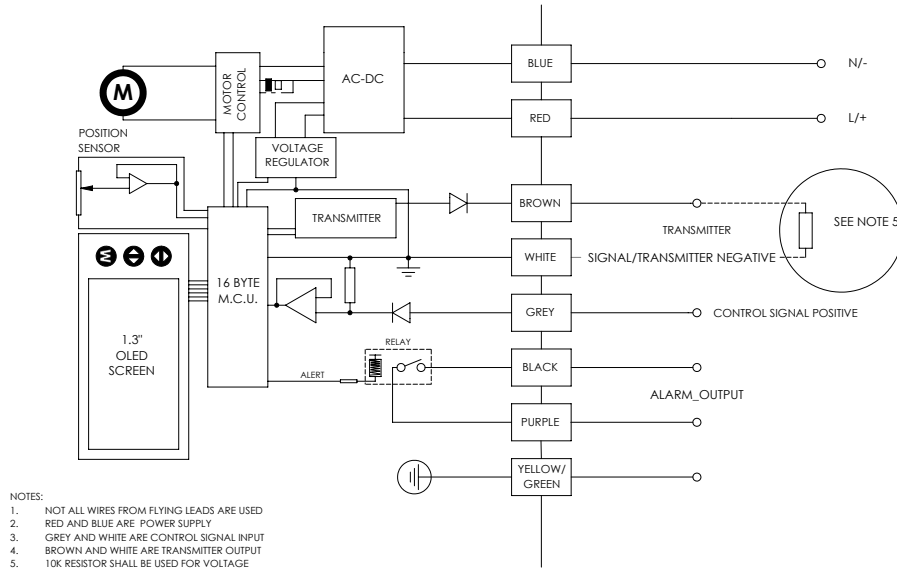 BLUE
N/-
M
MOTOR
CONTROL
AC-DC
RED
L/+
POSITION
SENSOR
VOLTAGE
REGULATOR
TRANSMITTER
BROWN
TRANSMITTER
SEE NOTE 5
WHITE
SIGNAL/TRANSMITTER NEGATIVE
M
16 BYTE
M.C.U.
GREY
CONTROL SIGNAL POSITIVE
1.3"
OLED
SCREEN
RELAY
ALERT
BLACK
ALARM_OUTPUT
PURPLE
YELLOW/
GREEN
NOTES:
1. NOT ALL WIRES FROM FLYING LEADS ARE USED
2. RED AND BLUE ARE POWER SUPPLY
3. GREY AND WHITE ARE CONTROL SIGNAL INPUT
4. BROWN AND WHITE ARE TRANSMITTER OUTPUT
5. 10K RESISTOR SHALL BE USED FOR VOLTAGE